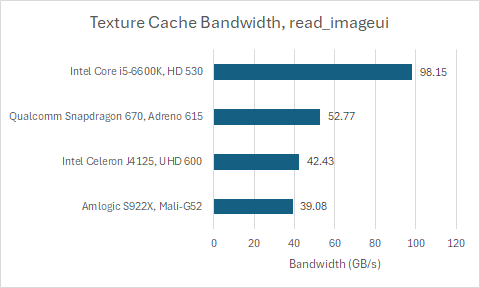 Texture Cache Bandwidth, read_imageui
Intel Core i5-6600K, HD 530
98.15
Qualcomm Snapdragon 670, Adreno 615
52.77
Intel Celeron J4125, UHD 600
42.43
Amlogic S922X, Mali-G52
39.08
0 20 40 60 80 100 120
Bandwidth (GB/s)